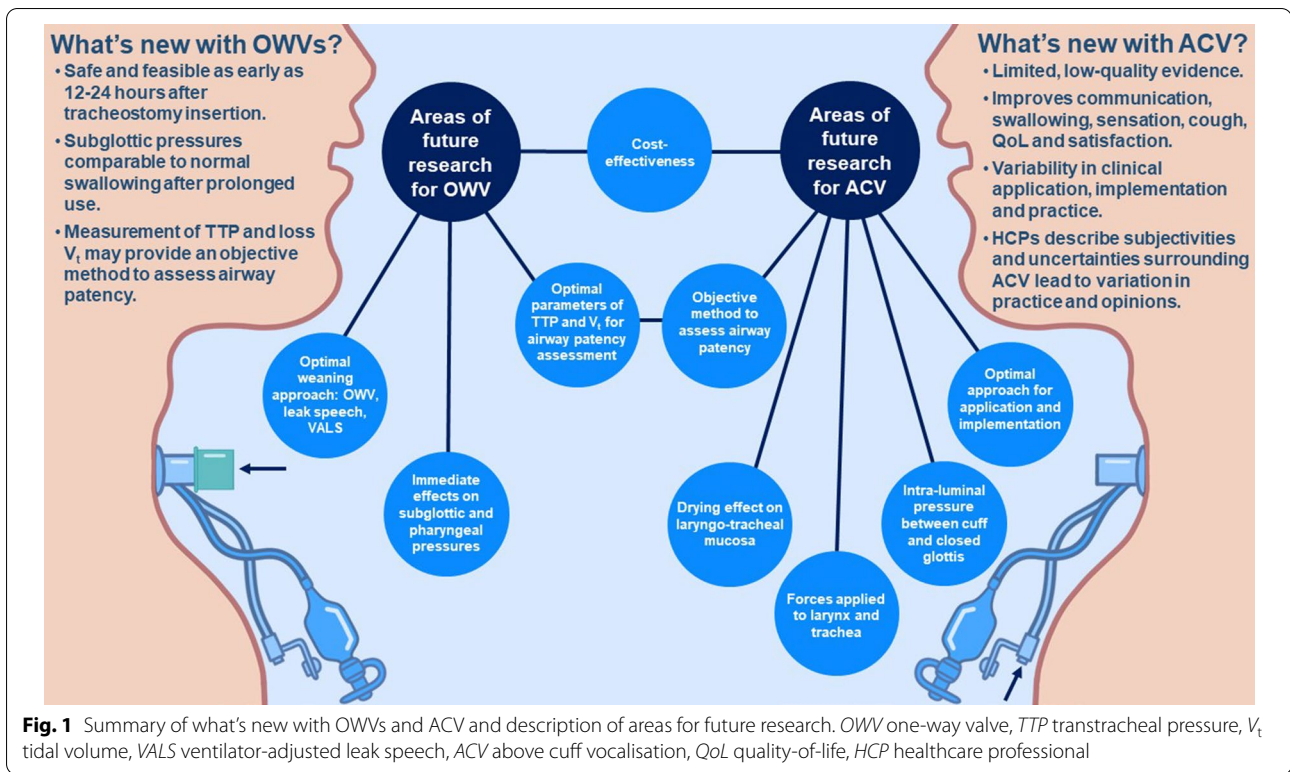 What's new with OWVs?
• Safe and feasible as early as
12-24 hours after
tracheostomy insertion.
• Subglottic pressures
comparable to normal
swallowing after prolonged
use.
• Measurement of TTP and loss
Vt may provide an objective
method to assess airway
patency.
Areas of
future
research
for OWV
Cost-
effectiveness
Areas of
future
research
for ACV
What's new with ACV?
• Limited, low-quality evidence.
• Improves communication,
swallowing, sensation, cough,
QoL and satisfaction.
• Variability in clinical
application, implementation
and practice.
• HCPs describe subjectivities
and uncertainties surrounding
ACV lead to variation in
practice and opinions.
Optimal
weaning
approach: OWV,
leak speech,
VALS
Immediate
effects on
subglottic and
pharyngeal
pressures
Optimal
parameters of
TTP and Vt for
airway patency
assessment
Objective
method to
assess airway
patency
Drying effect on
laryngo-tracheal
mucosa
Forces applied
to larynx and
trachea
Intra-luminal
pressure
between cuff
and closed
glottis
Optimal
approach for
application and
implementation
Fig. 1 Summary of what's new with OWVs and ACV and description of areas for future research. OWV one-way valve, TTP transtracheal pressure, Vt
tidal volume, VALS ventilator-adjusted leak speech, ACV above cuff vocalisation, QoL quality-of-life, HCP healthcare professional